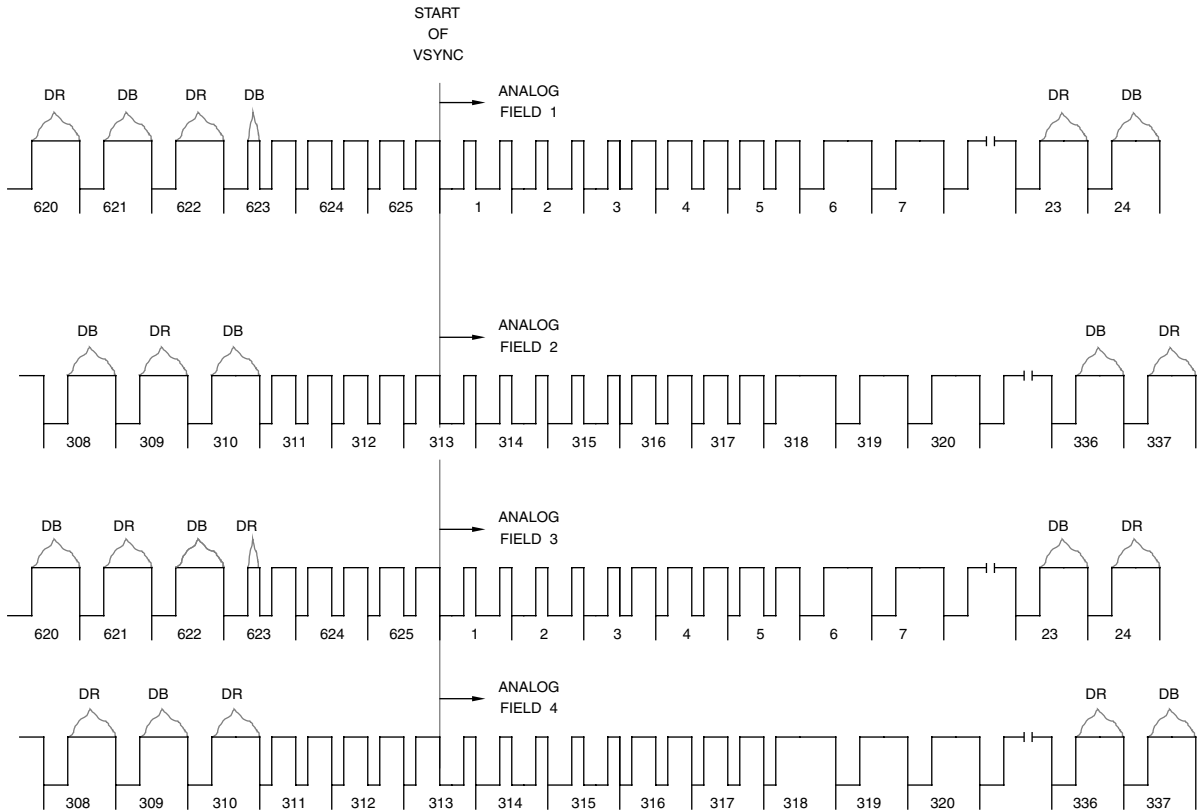 START
OF
VSYNC
DR DB DR DB
ANALOG
FIELD 1
DR DB
620 621 622 623 624 625 1 2 3 4 5 6 7 23 24
DB DR DB
ANALOG
FIELD 2
DB DR
308 309 310 311 312 313 314 315 316 317 318 319 320 336 337
DB DR DB DR
ANALOG
FIELD 3
DB DR
620 621 622 623 624 625 1 2 3 4 5 6 7 23 24
DR DB DR
ANALOG
FIELD 4
DR DB
308 309 310 311 312 313 314 315 316 317 318 319 320 336 337